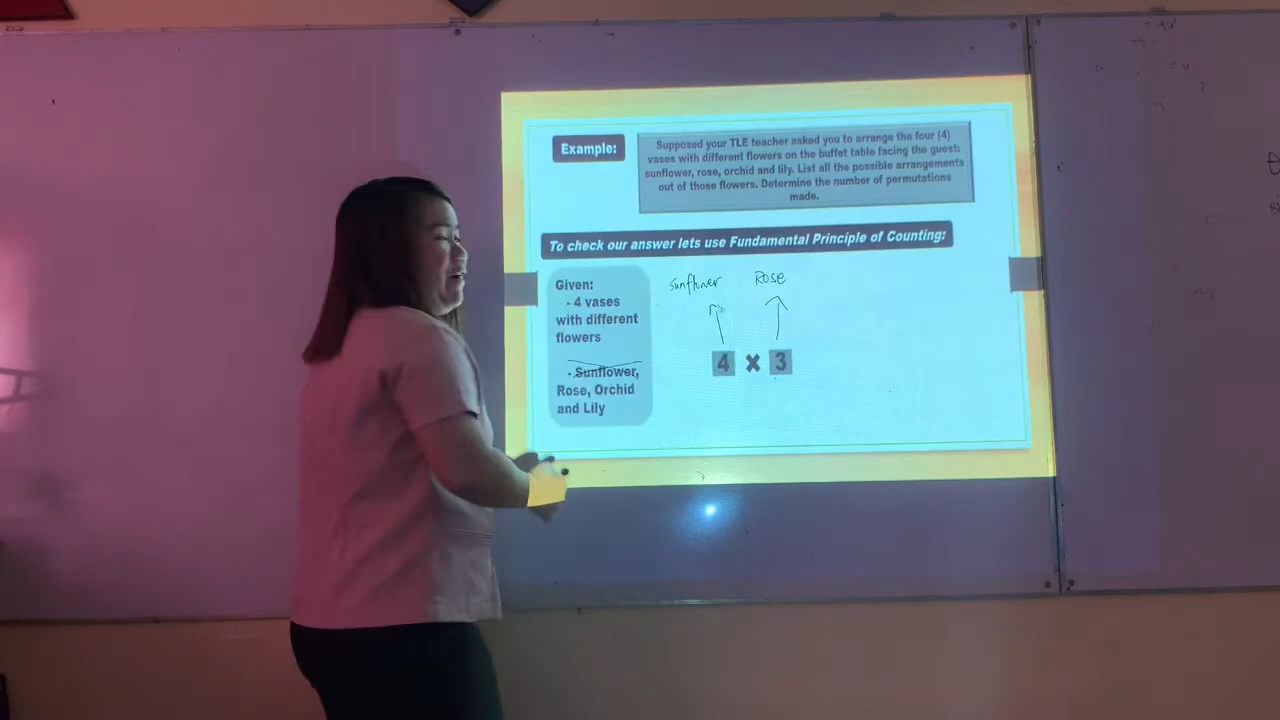 Example:
Supposed your TLE teacher asked you to arrange the four (4)
vases with different flowers on the buffet table facing the guest:
sunflower, rose, orchid and lily. List all the possible arrangements
out of those flowers. Determine the number of permutations
made.
To check our answer lets use Fundamental Principle of Counting:
Given:
- 4 vases
with different
flowers
- Sunflower,
Rose, Orchid
and Lily
Sunflower Rose
4 × 3